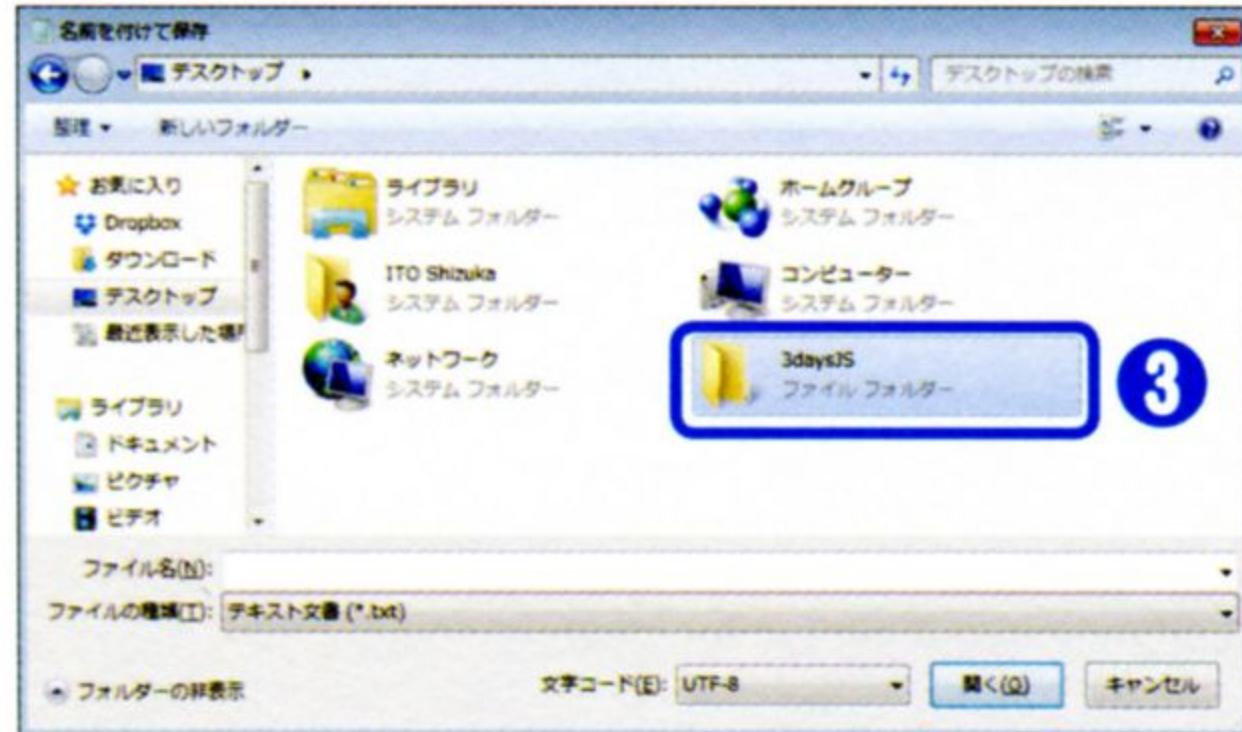 名前を付けて保存
デスクトップ
デスクトップの検索
整理 新しいフォルダー
お気に入り
Dropbox
ダウンロード
デスクトップ
最近表示した場所
ライブラリ
ドキュメント
ピクチャ
ビデオ
ライブラリ
システム フォルダー
ホームグループ
システム フォルダー
ITO Shizuka
システム フォルダー
コンピューター
システム フォルダー
ネットワーク
システム フォルダー
3daysJS
ファイル フォルダー
3
ファイル名(N):
ファイルの種類(T): テキスト文書 (*.txt)
フォルダーの非表示
文字コード(E): UTF-8
開く(O)
キャンセル